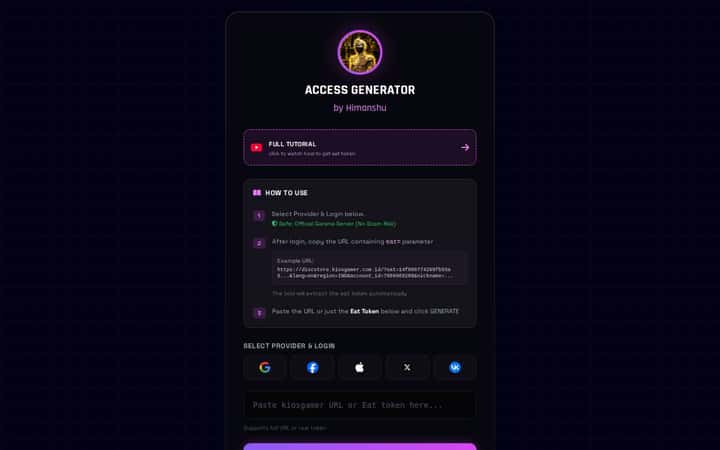 ACCESS GENERATOR
by Himanshu
FULL TUTORIAL
click to watch how to get eat token
HOW TO USE
1 Select Provider & Login below.
Safe: Official Garena Server (No Scam Risk)
2 After login, copy the URL containing ?eat= parameter
Example URL:
3 Paste the URL or just the Eat Token below and click GENERATE
The tool will extract the eat token automatically
SELECT PROVIDER & LOGIN
Paste kiosgamer URL or Eat token here...
Supports full URL or raw token